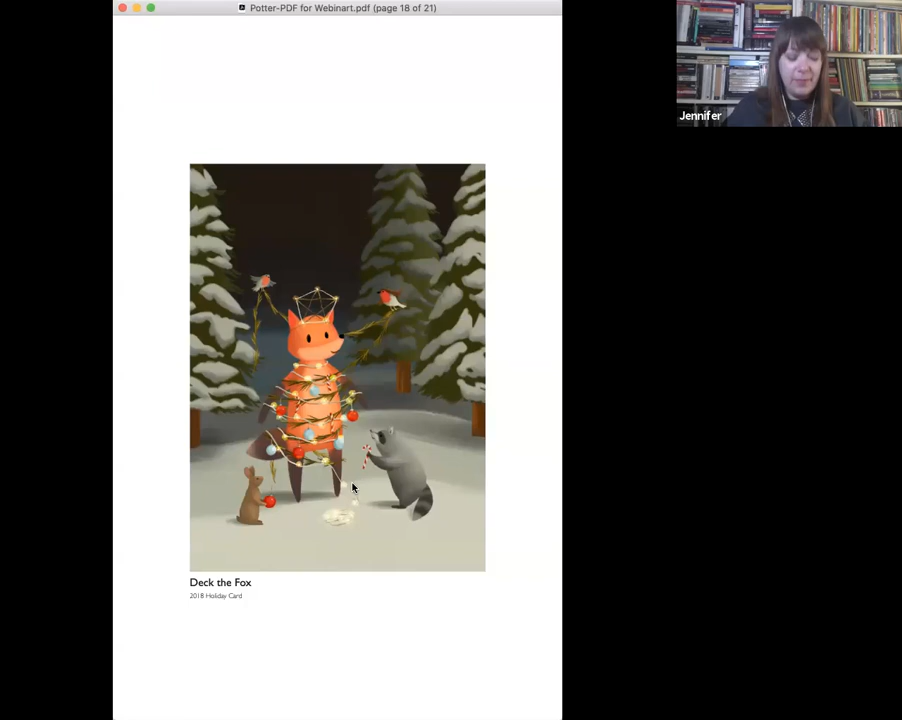 Potter-PDF for Webinart.pdf (page 18 of 21)
Jennifer
Deck the Fox
2018 Holiday Card